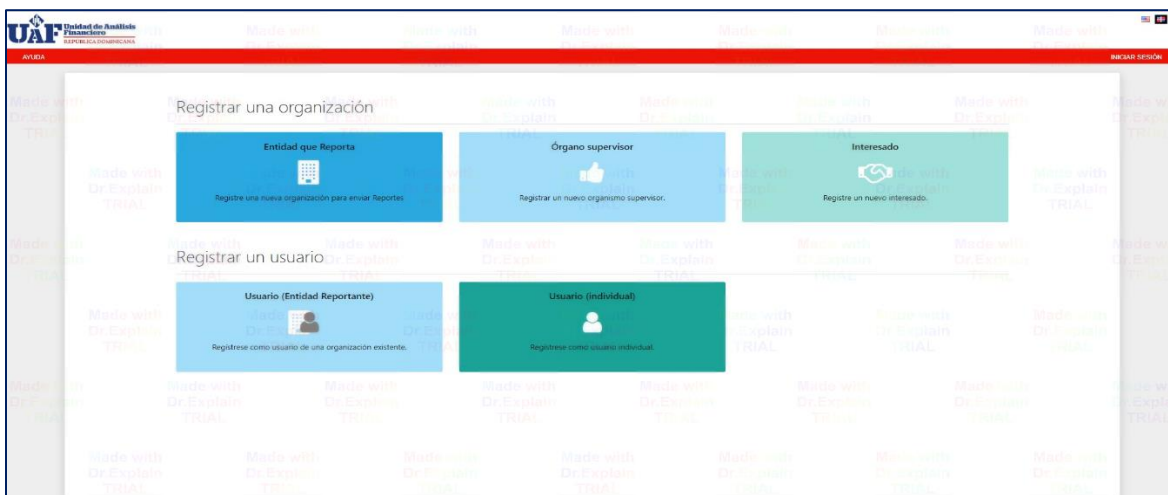 UAF Unidad de Análisis
Financiero
REPÚBLICA DOMINICANA
AYUDA
INICIAR SESIÓN
Registrar una organización
Entidad que Reporta
Registre una nueva organización para enviar Reportes
Órgano supervisor
Registrar un nuevo organismo supervisor.
Interesado
Registre un nuevo interesado.
Registrar un usuario
Usuario (Entidad Reportante)
Regístrese como usuario de una organización existente.
Usuario (individual)
Regístrese como usuario individual.
Made with
Dr.Explain
TRIAL